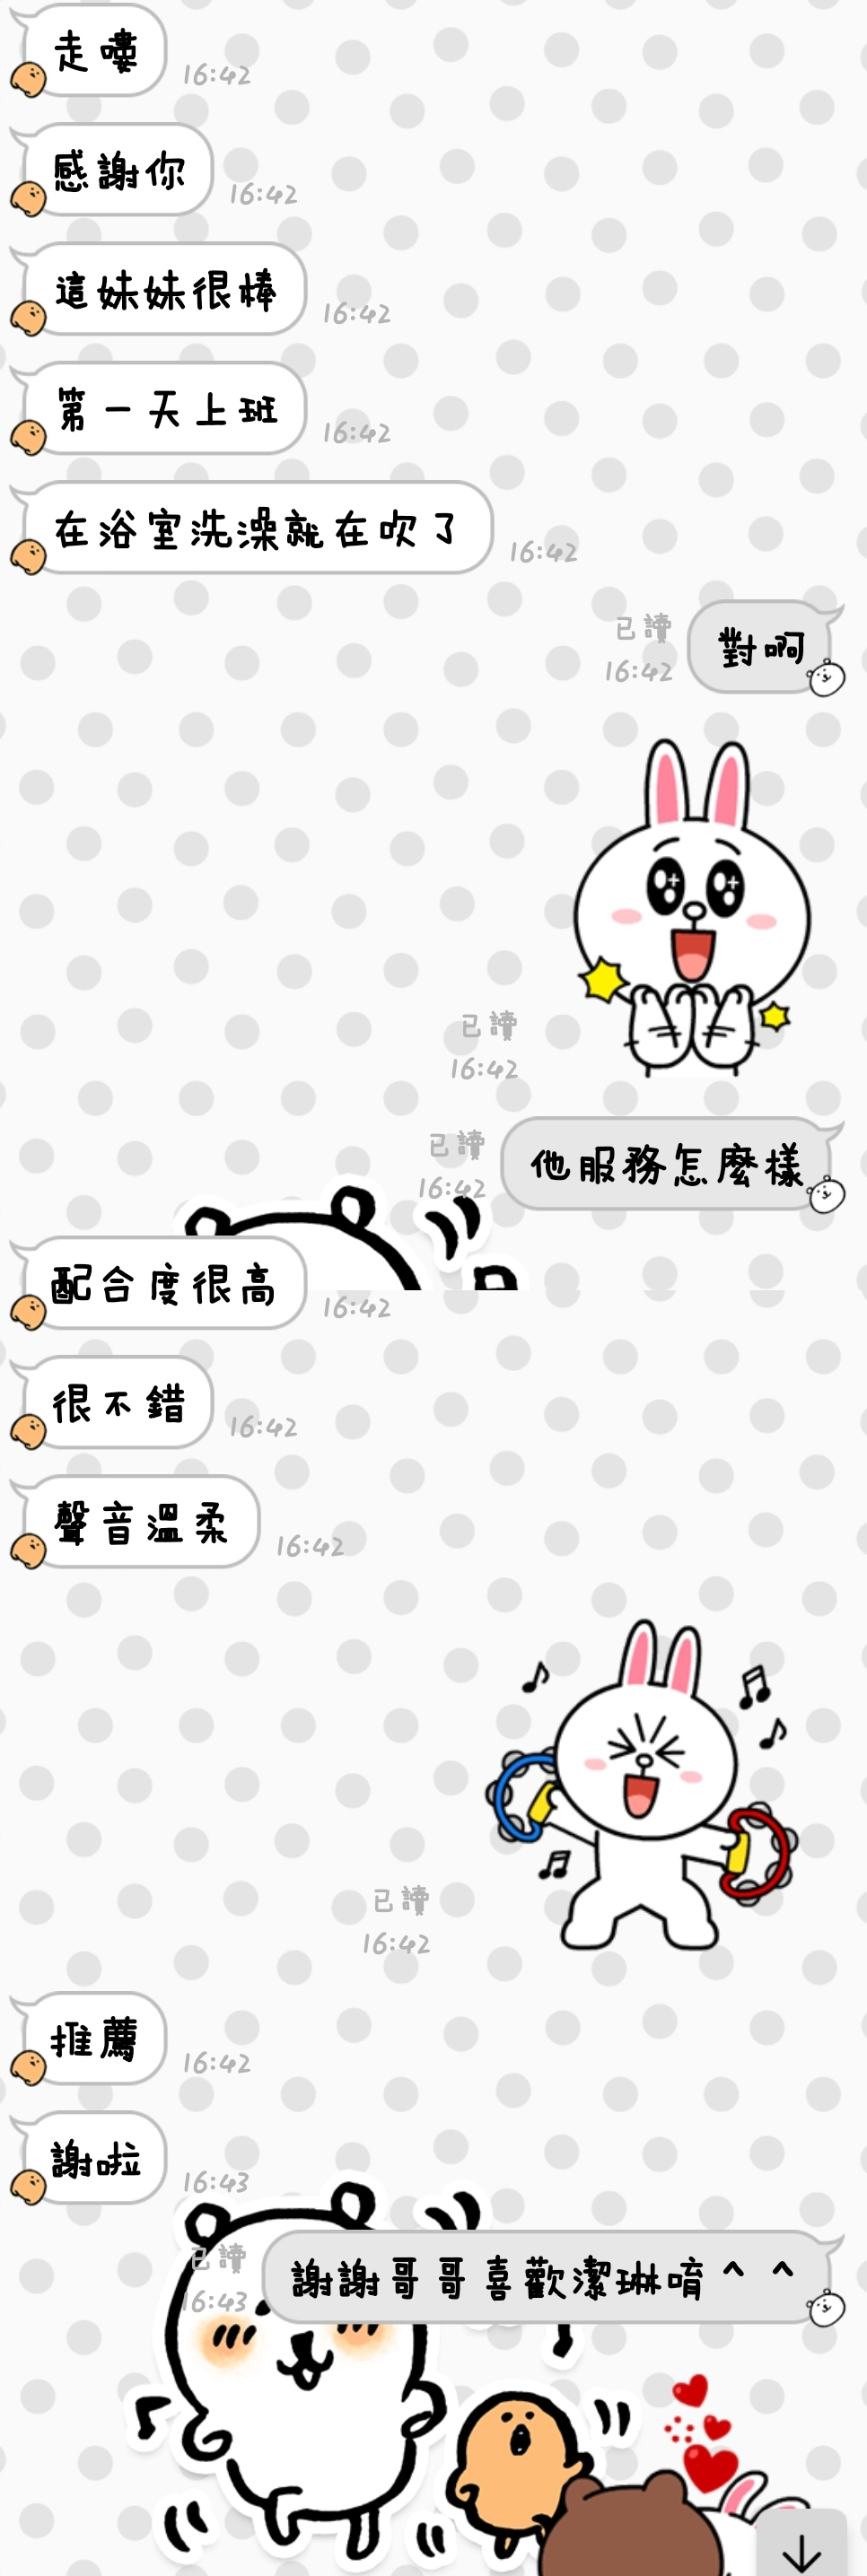 走嘍
16:42
感謝你
16:42
這妹妹很棒
16:42
第一天上班
16:42
在浴室洗澡就在吹了
16:42
已讀
16:42
對啊
已讀
16:42
已讀
16:42
他服務怎麼樣
配合度很高
16:42
很不錯
16:42
聲音溫柔
16:42
已讀
16:42
推薦
16:42
謝啦
16:43
已讀
16:43
謝謝哥哥喜歡潔琳唷^ ^